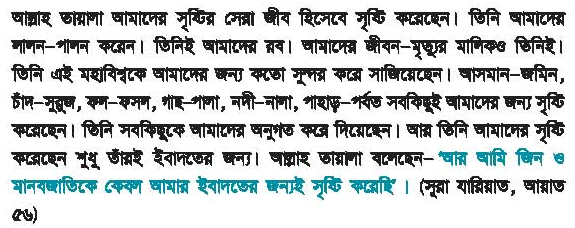 আল্লাহ তায়ালা আমাদের সৃষ্টির সেরা জীব হিসেবে সৃষ্টি করেছেন। তিনি আমাদের
লালন-পালন করেন। তিনিই আমাদের রব। আমাদের জীবন-মৃত্যুর মালিকও তিনিই।
তিনি এই মহাবিশ্বকে আমাদের জন্য কতো সুন্দর করে সাজিয়েছেন। আসমান-জমিন,
চাঁদ-সুরুজ, ফল-ফসল, গাছ-পালা, নদী-নালা, পাহাড়-পর্বত সবকিছুই আমাদের জন্য সৃষ্টি
করেছেন। তিনি সবকিছুকে আমাদের অনুগত করে দিয়েছেন। আর তিনি আমাদের সৃষ্টি
করেছেন শুধু তাঁরই ইবাদতের জন্য। আল্লাহ তায়ালা বলেছেন- ‘আর আমি জিন ও
মানবজাতিকে কেবল আমার ইবাদতের জন্যই সৃষ্টি করেছি’ । (সূরা যারিয়াত, আয়াত
৫৬)